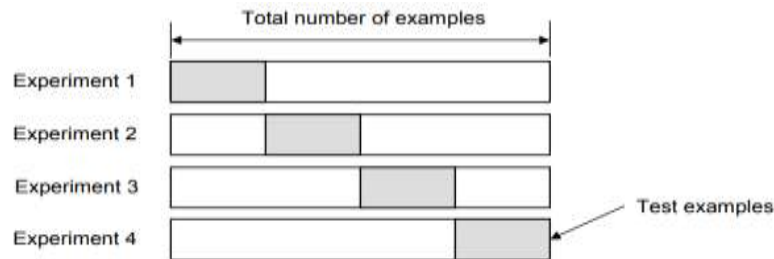 Total number of examples
Experiment 1
Experiment 2
Experiment 3
Test examples
Experiment 4